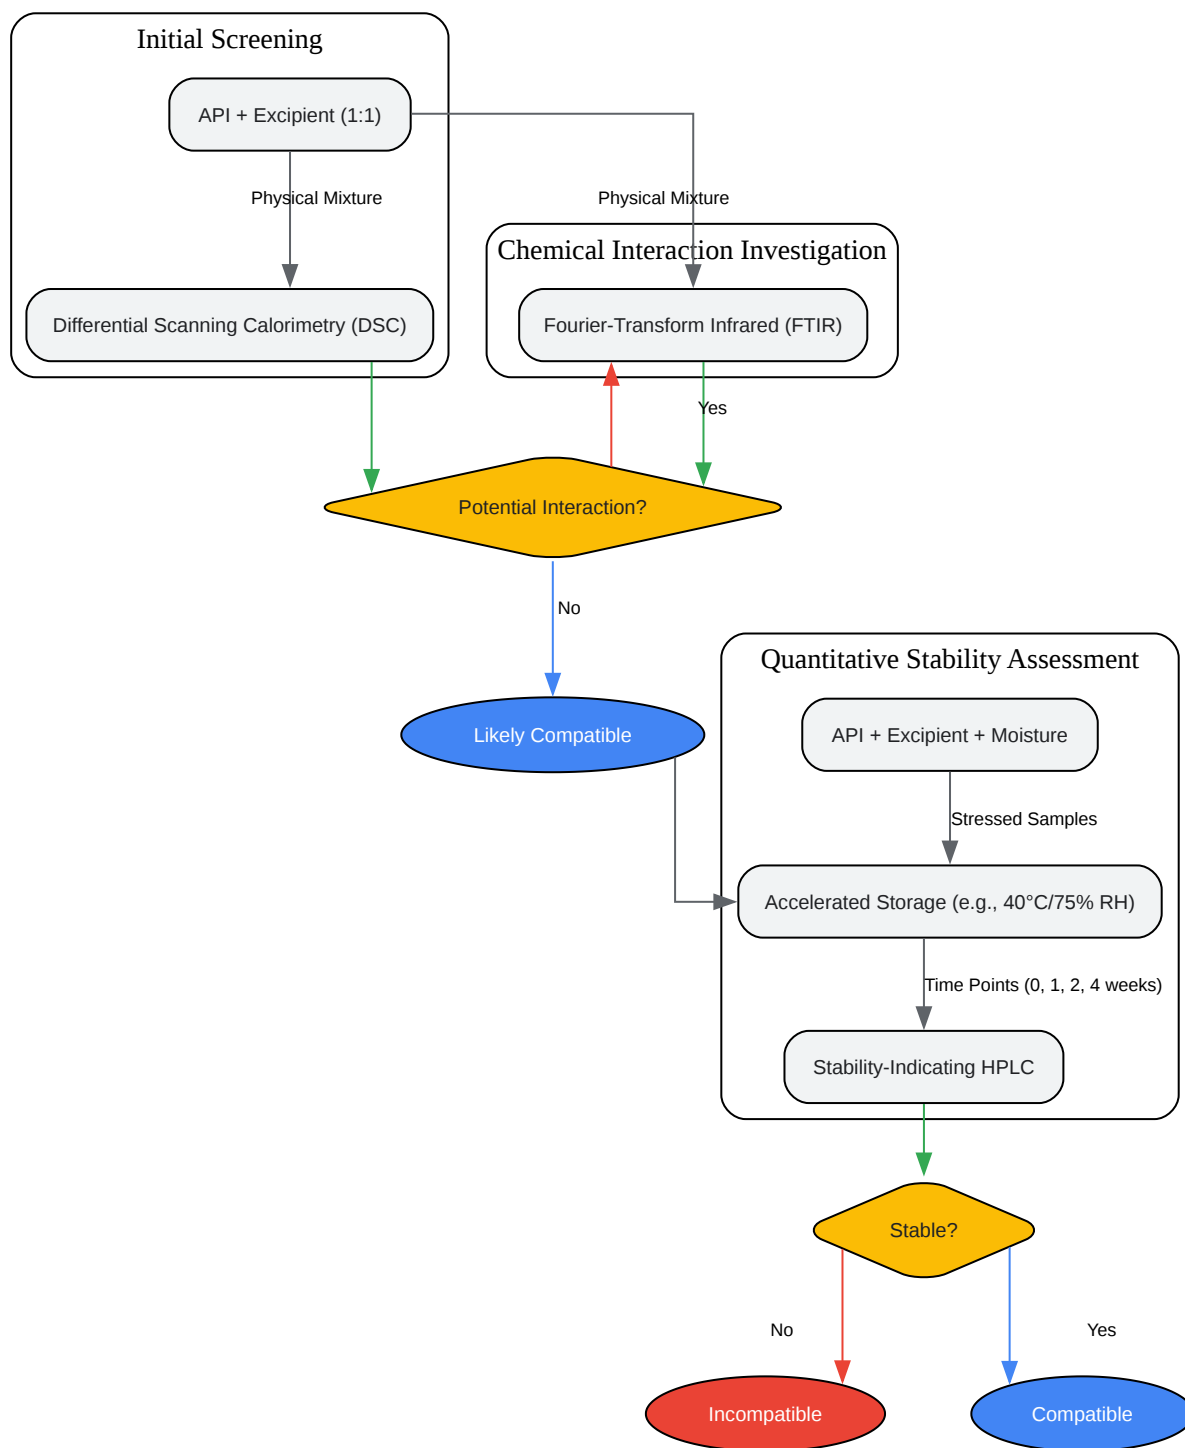 Initial Screening
API + Excipient (1:1)
Physical Mixture
Physical Mixture
Chemical Interaction Investigation
Differential Scanning Calorimetry (DSC)
Fourier-Transform Infrared (FTIR)
Yes
Potential Interaction?
No
Quantitative Stability Assessment
Likely Compatible
API + Excipient + Moisture
Stressed Samples
Accelerated Storage (e.g., 40°C/75% RH)
Time Points (0, 1, 2, 4 weeks)
Stability-Indicating HPLC
Stable?
No
Yes
Incompatible
Compatible